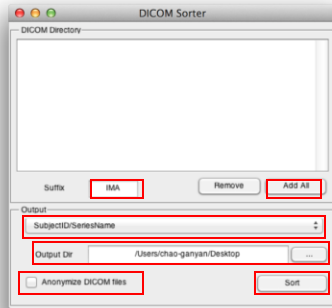 DICOM Sorter
DICOM Directory
Suffix IMA Remove Add All
Output
SubjectID/SeriesName
Output Dir /Users/chao-ganyan/Desktop ...
Anonymize DICOM files Sort